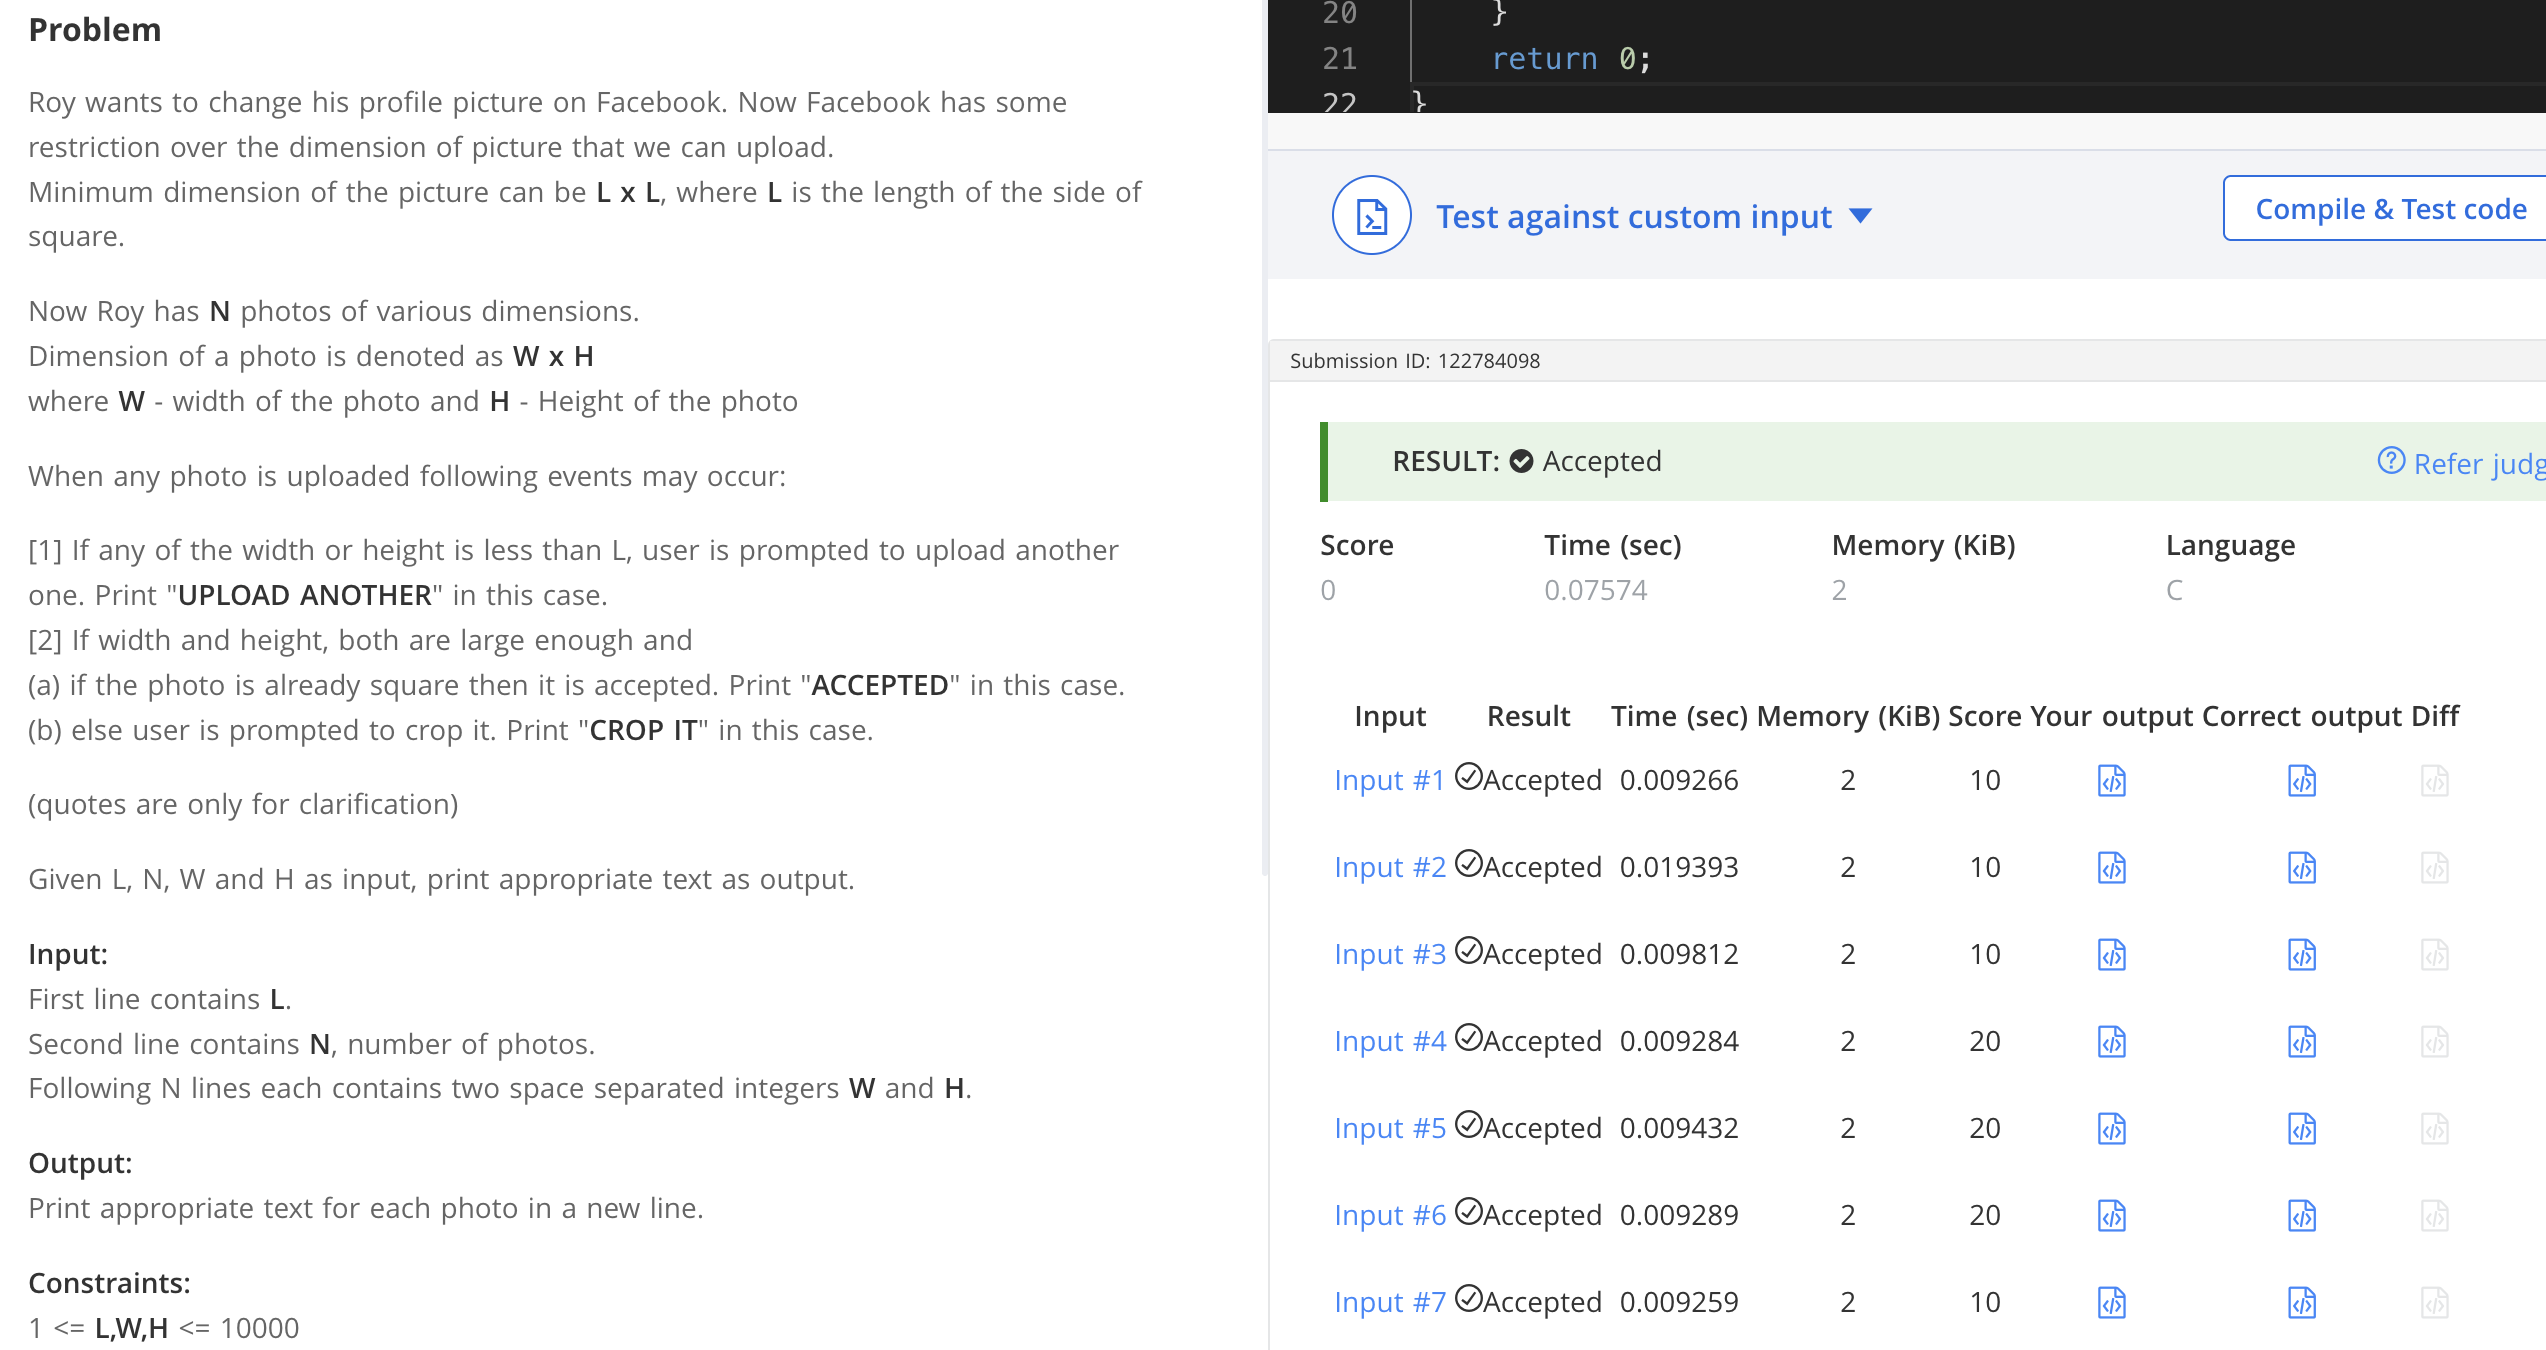 Problem
Roy wants to change his profile picture on Facebook. Now Facebook has some
restriction over the dimension of picture that we can upload.
Minimum dimension of the picture can be L x L, where L is the length of the side of
square.
Now Roy has N photos of various dimensions.
Dimension of a photo is denoted as W x H
where W - width of the photo and H - Height of the photo
When any photo is uploaded following events may occur:
[1] If any of the width or height is less than L, user is prompted to upload another
one. Print "UPLOAD ANOTHER" in this case.
[2] If width and height, both are large enough and
(a) if the photo is already square then it is accepted. Print "ACCEPTED" in this case.
(b) else user is prompted to crop it. Print "CROP IT" in this case.
(quotes are only for clarification)
Given L, N, W and H as input, print appropriate text as output.
Input:
First line contains L.
Second line contains N, number of photos.
Following N lines each contains two space separated integers W and H.
Output:
Print appropriate text for each photo in a new line.
Constraints:
1 <= L,W,H <= 10000
20 }
21 return 0;
22 }
Test against custom input
Compile & Test code
Submission ID: 122784098
RESULT: Accepted
Refer judg
Score Time (sec) Memory (KiB) Language
0 0.07574 2 C
Input Result Time (sec) Memory (KiB) Score Your output Correct output Diff
Input #1 Accepted 0.009266 2 10
Input #2 Accepted 0.019393 2 10
Input #3 Accepted 0.009812 2 10
Input #4 Accepted 0.009284 2 20
Input #5 Accepted 0.009432 2 20
Input #6 Accepted 0.009289 2 20
Input #7 Accepted 0.009259 2 10